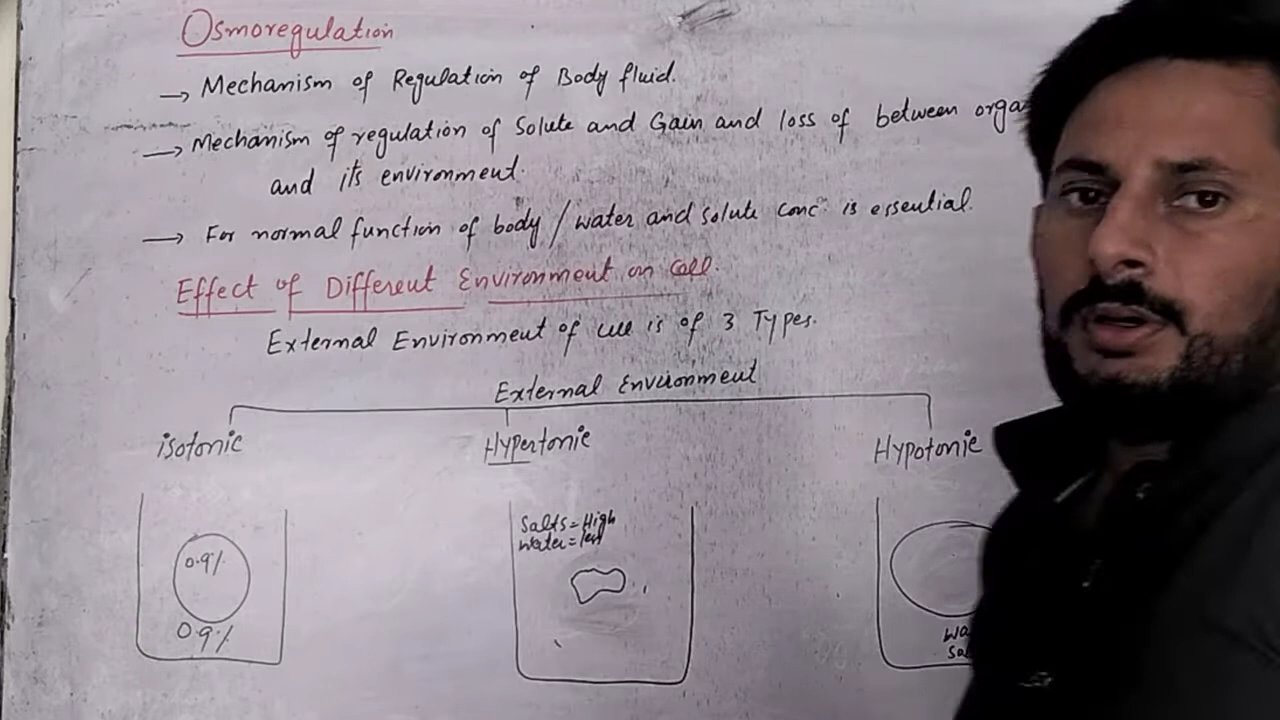 Osmoregulation
→ Mechanism of Regulation of Body fluid.
→ Mechanism of regulation of Solute and Gain and loss of between orga
and its environment.
→ For normal function of body / water and solute conc. is essential.
Effect of Different Environment on Cell.
External Environment of is of 3 Types.
External Environment
isotonic
Hypertonic
Hypotonic
Salts = High
water = less
0.9%
0.9%
wa
sa